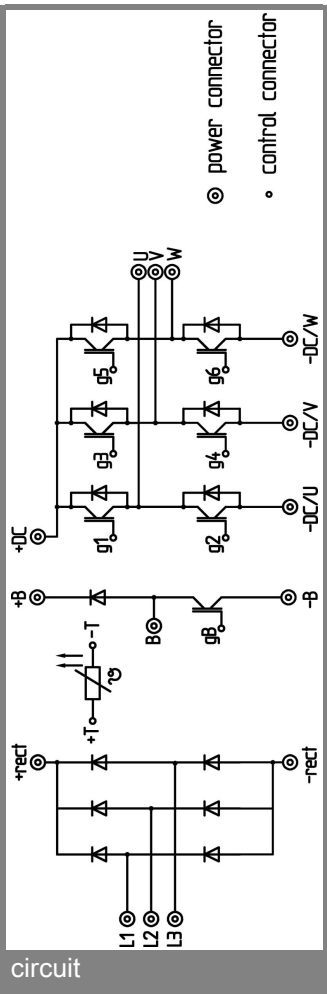 power connector
control connector
U
V
W
g5
g6
-DC/W
g3
g4
-DC/V
+DC
g1
g2
-DC/U
+B
B
gB
-B
-T
ϑ
+T
+rect
-rect
L1
L2
L3
circuit